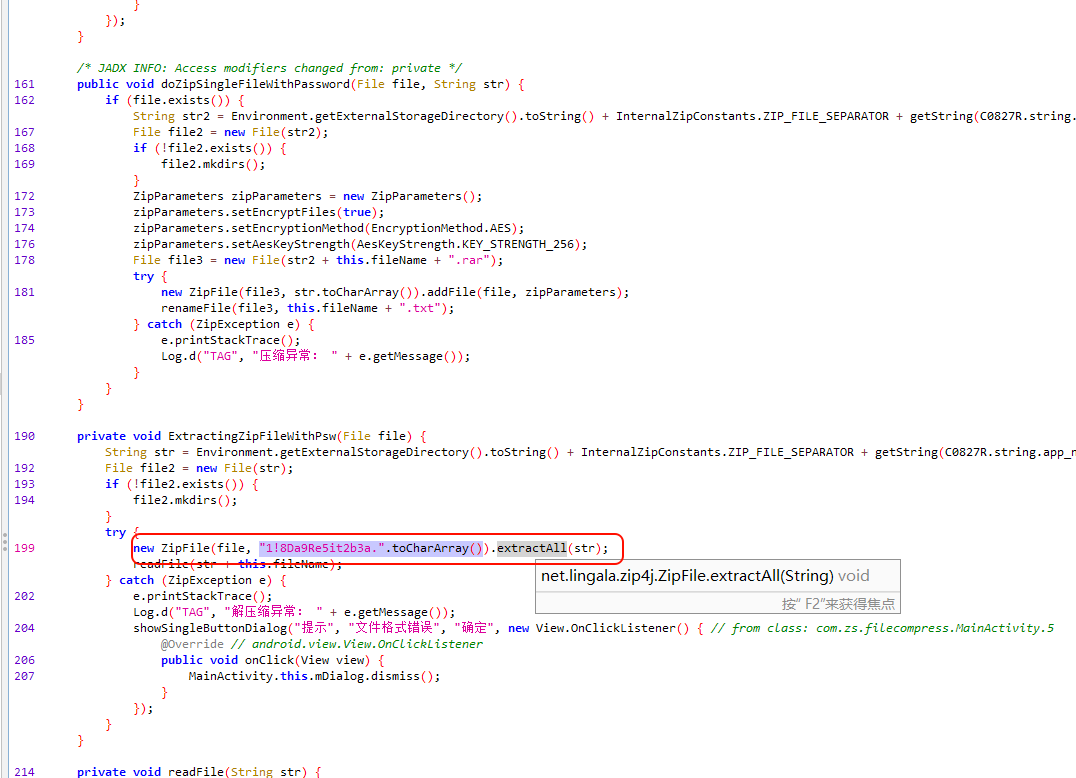 }
});
}
/* JADX INFO: Access modifiers changed from: private */
161 public void doZipSingleFileWithPassword(File file, String str) {
162 if (file.exists()) {
String str2 = Environment.getExternalStorageDirectory().toString() + InternalZipConstants.ZIP_FILE_SEPARATOR + getString(C0827R.string.
167 File file2 = new File(str2);
168 if (!file2.exists()) {
169 file2.mkdirs();
}
172 ZipParameters zipParameters = new ZipParameters();
173 zipParameters.setEncryptFiles(true);
174 zipParameters.setEncryptionMethod(EncryptionMethod.AES);
176 zipParameters.setAesKeyStrength(AesKeyStrength.KEY_STRENGTH_256);
178 File file3 = new File(str2 + this.fileName + ".rar");
try {
181 new ZipFile(file3, str.toCharArray()).addFile(file, zipParameters);
renameFile(file3, this.fileName + ".txt");
} catch (ZipException e) {
185 e.printStackTrace();
Log.d("TAG", "压缩异常: " + e.getMessage());
}
}
}
190 private void ExtractingZipFileWithPsw(File file) {
String str = Environment.getExternalStorageDirectory().toString() + InternalZipConstants.ZIP_FILE_SEPARATOR + getString(C0827R.string.app_n
192 File file2 = new File(str);
193 if (!file2.exists()) {
194 file2.mkdirs();
}
try {
199 new ZipFile(file, "1!8Da9Re5it2b3a.".toCharArray()).extractAll(str);
readFile(str + this.fileName);
net.lingala.zip4j.ZipFile.extractAll(String) void
按“ F2”来获得焦点
} catch (ZipException e) {
202 e.printStackTrace();
Log.d("TAG", "解压缩异常: " + e.getMessage());
204 showSingleButtonDialog("提示", "文件格式错误", "确定", new View.OnClickListener() { // from class: com.zs.filecompress.MainActivity.5
@Override // android.view.View.OnClickListener
206 public void onClick(View view) {
207 MainActivity.this.mDialog.dismiss();
}
});
}
}
214 private void readFile(String str) {